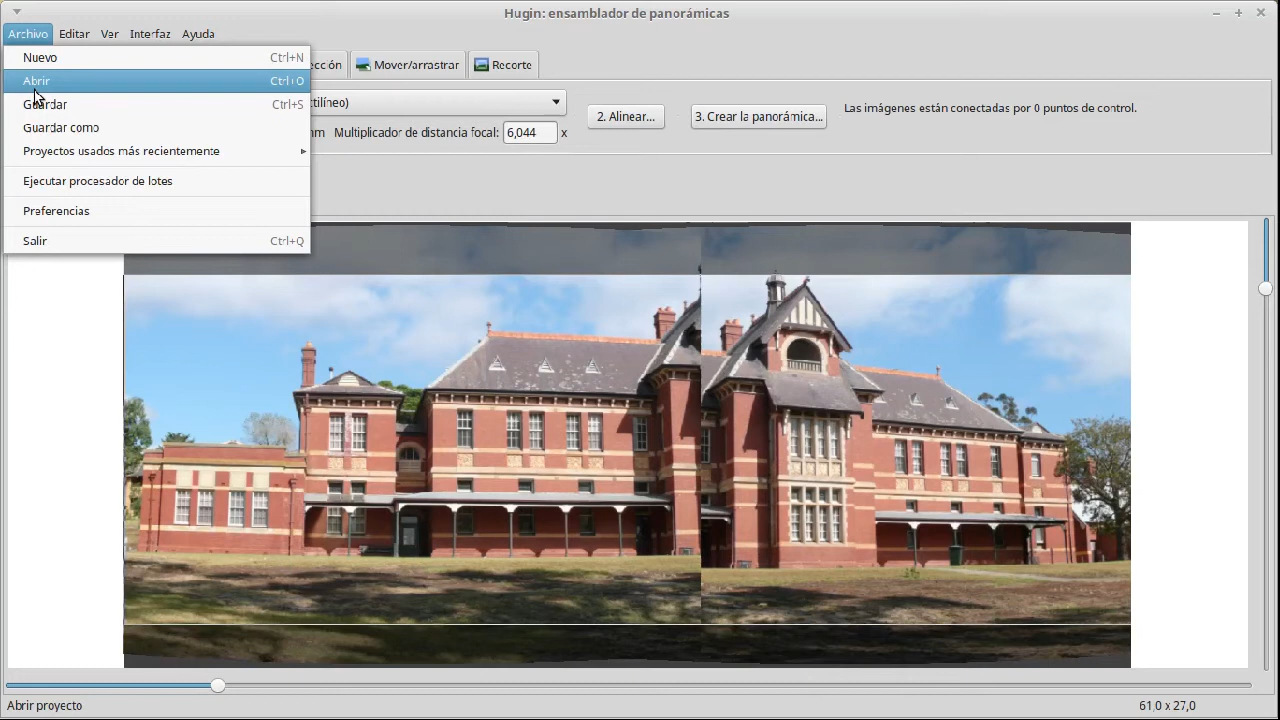 Hugin: ensamblador de panorámicas
Archivo Editar Ver Interfaz Ayuda
Nuevo Ctrl+N
Abrir Ctrl+O
Guardar Ctrl+S
Guardar como
Proyectos usados más recientemente
Ejecutar procesador de lotes
Preferencias
Salir Ctrl+Q
ección Mover/arrastrar Recorte
ctilíneo) 2. Alinear... 3. Crear la panorámica... Las imágenes están conectadas por 0 puntos de control.
mm Multiplicador de distancia focal: 6,044 x
Abrir proyecto 61,0 x 27,0